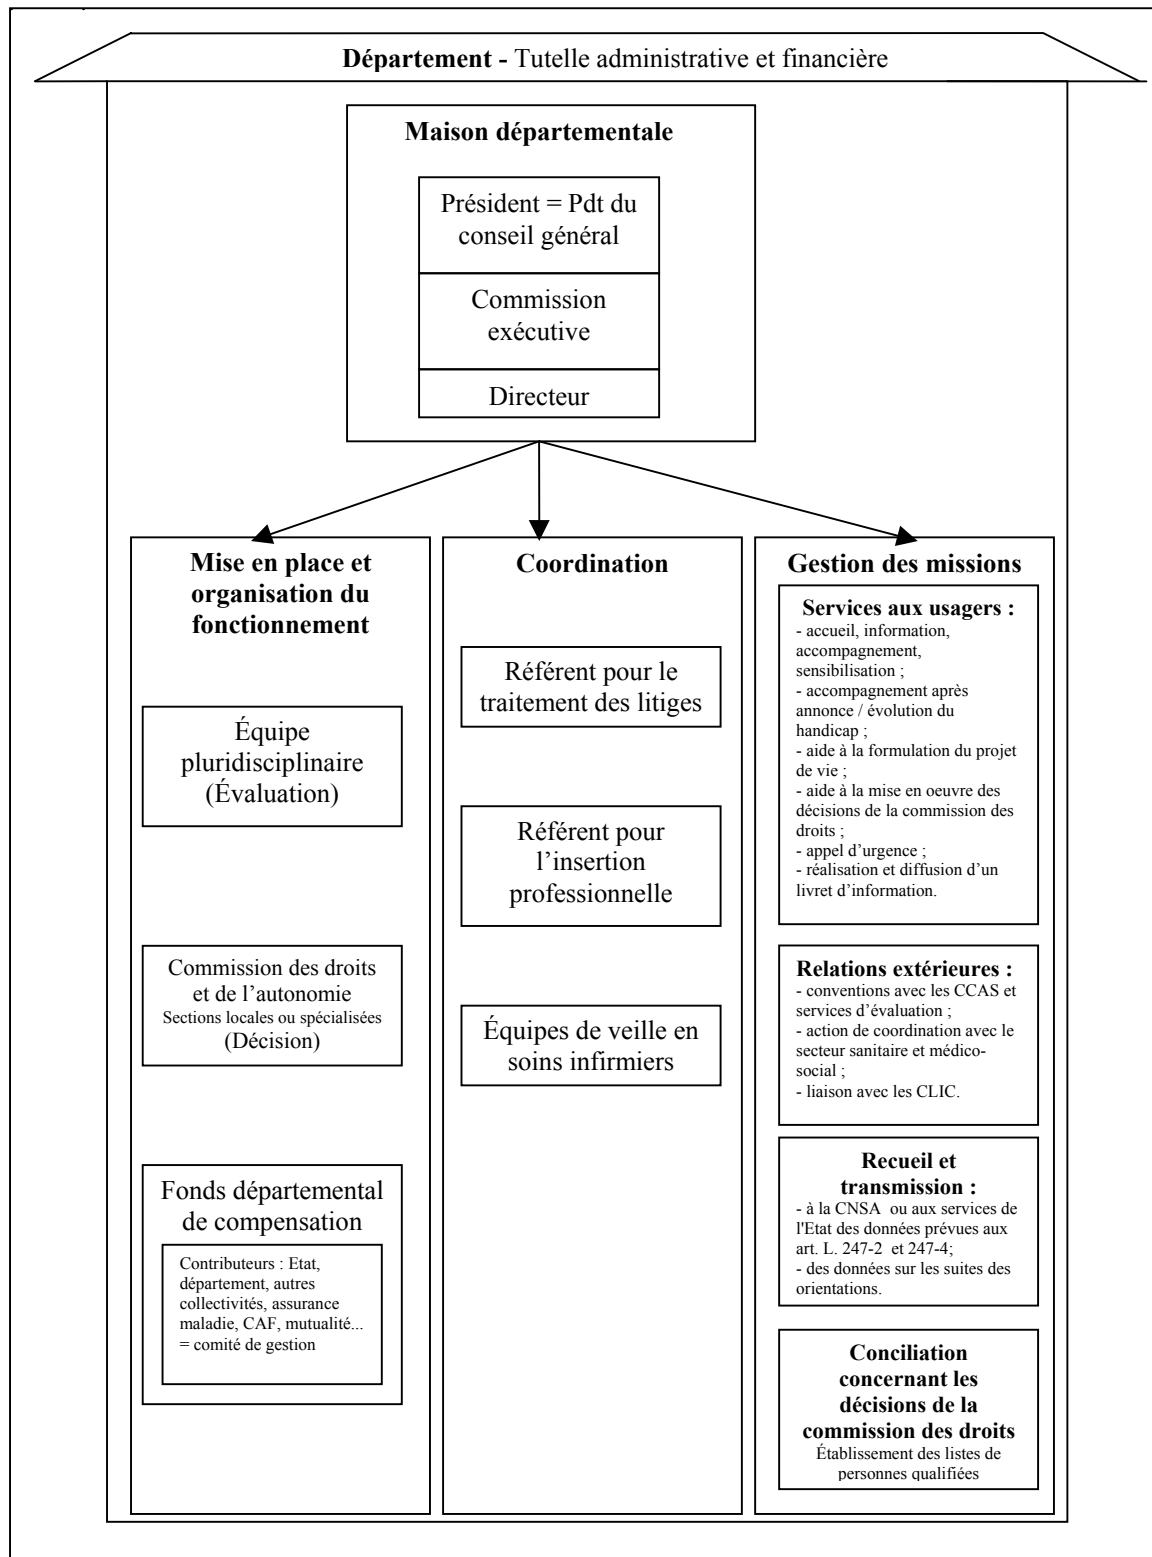 Département - Tutelle administrative et financière
Maison départementale
Président = Pdt du
conseil général
Commission
exécutive
Directeur
Mise en place et
organisation du
fonctionnement
Équipe
pluridisciplinaire
(Évaluation)
Commission des droits
et de l’autonomie
Sections locales ou spécialisées
(Décision)
Fonds départemental
de compensation
Contributeurs : Etat,
département, autres
collectivités, assurance
maladie, CAF, mutualité...
= comité de gestion
Coordination
Référent pour le
traitement des litiges
Référent pour
l’insertion
professionnelle
Équipes de veille en
soins infirmiers
Gestion des missions
Services aux usagers :
- accueil, information,
accompagnement,
sensibilisation ;
- accompagnement après
annonce / évolution du
handicap ;
- aide à la formulation du projet
de vie ;
- aide à la mise en oeuvre des
décisions de la commission des
droits ;
- appel d’urgence ;
- réalisation et diffusion d’un
livret d’information.
Relations extérieures :
- conventions avec les CCAS et
services d’évaluation ;
- action de coordination avec le
secteur sanitaire et médico-
social ;
- liaison avec les CLIC.
Recueil et
transmission :
- à la CNSA ou aux services de
l'Etat des données prévues aux
art. L. 247-2 et 247-4;
- des données sur les suites des
orientations.
Conciliation
concernant les
décisions de la
commission des droits
Établissement des listes de
personnes qualifiées